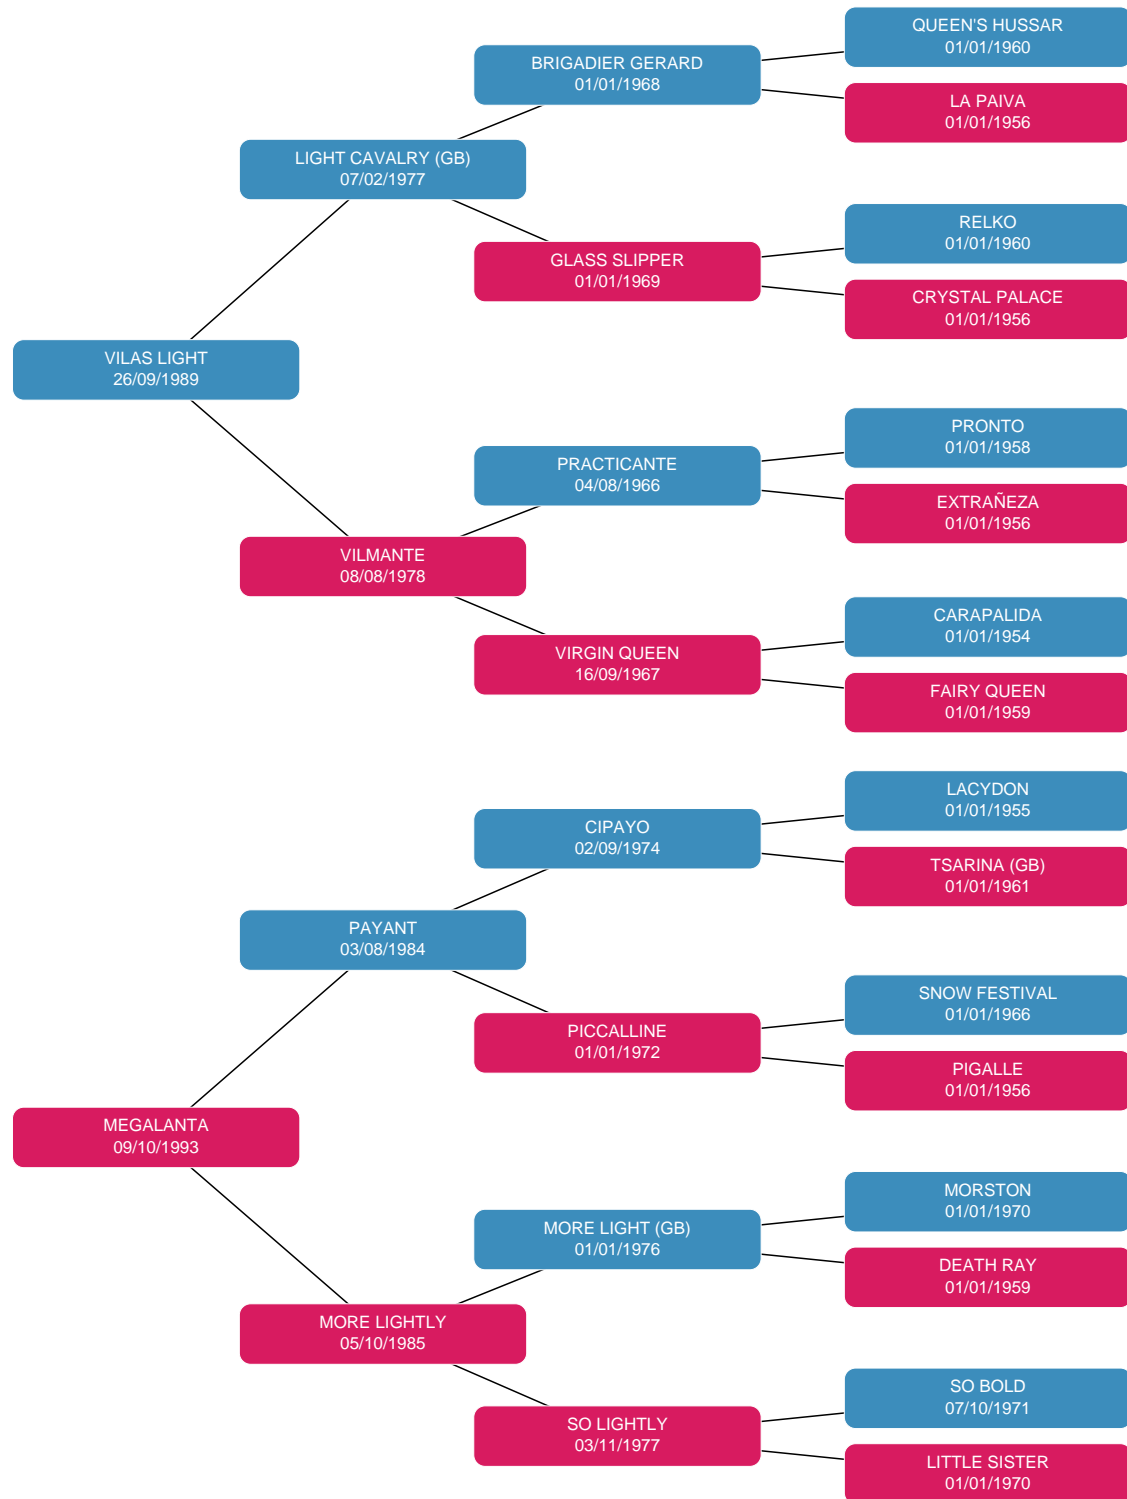 QUEEN'S HUSSAR
01/01/1960
BRIGADIER GERARD
01/01/1968
LA PAIVA
01/01/1956
LIGHT CAVALRY (GB)
07/02/1977
RELKO
01/01/1960
GLASS SLIPPER
01/01/1969
CRYSTAL PALACE
01/01/1956
VILAS LIGHT
26/09/1989
PRONTO
01/01/1958
PRACTICANTE
04/08/1966
EXTRAÑEZA
01/01/1956
VILMANTE
08/08/1978
CARAPALIDA
01/01/1954
VIRGIN QUEEN
16/09/1967
FAIRY QUEEN
01/01/1959
LACYDON
01/01/1955
CIPAYO
02/09/1974
TSARINA (GB)
01/01/1961
PAYANT
03/08/1984
SNOW FESTIVAL
01/01/1966
PICCALLINE
01/01/1972
PIGALLE
01/01/1956
MEGALANTA
09/10/1993
MORSTON
01/01/1970
MORE LIGHT (GB)
01/01/1976
DEATH RAY
01/01/1959
MORE LIGHTLY
05/10/1985
SO BOLD
07/10/1971
SO LIGHTLY
03/11/1977
LITTLE SISTER
01/01/1970